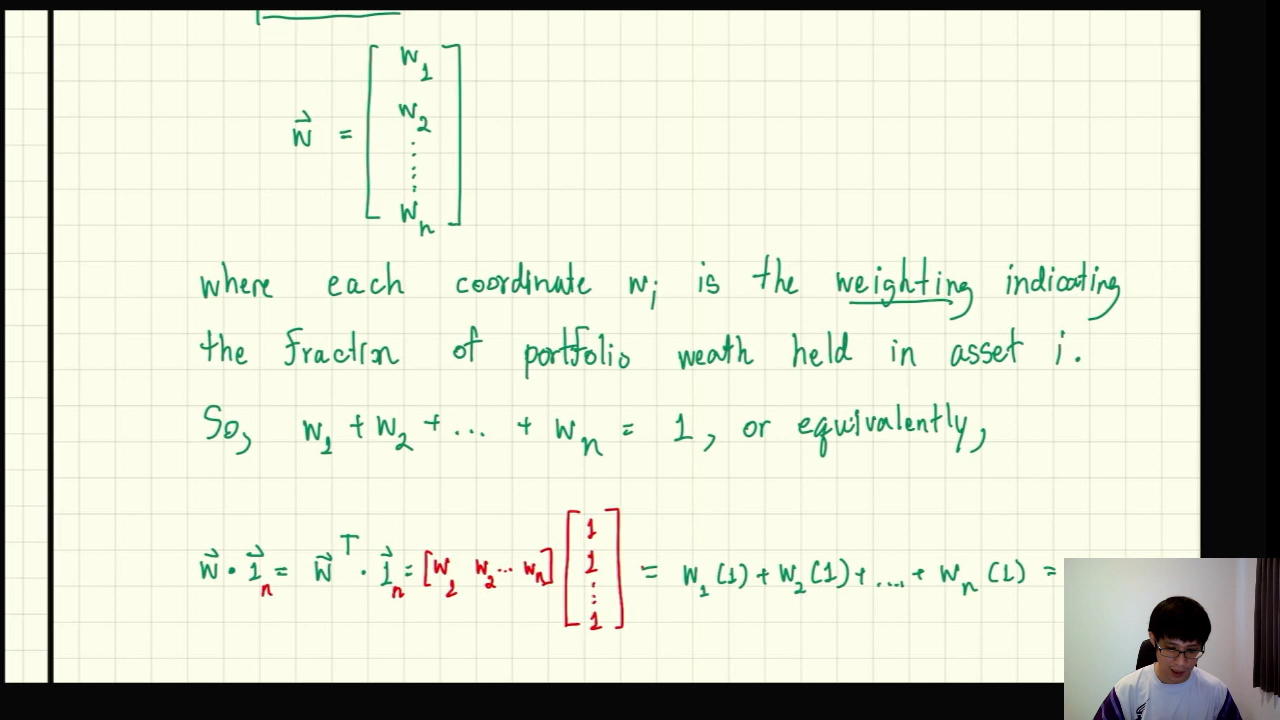 w⃗ = [ w₁ w₂ ⋮ wₙ ]
where each coordinate wᵢ is the weighting indicating
the fraction of portfolio weath held in asset i.
So, w₁ + w₂ + ... + wₙ = 1, or equivalently,
w⃗ · 1⃗ₙ = w⃗ᵀ · 1⃗ₙ = [w₁ w₂ ... wₙ] [ 1 1 ⋮ 1 ] = w₁(1) + w₂(1) + .... + wₙ(1) =